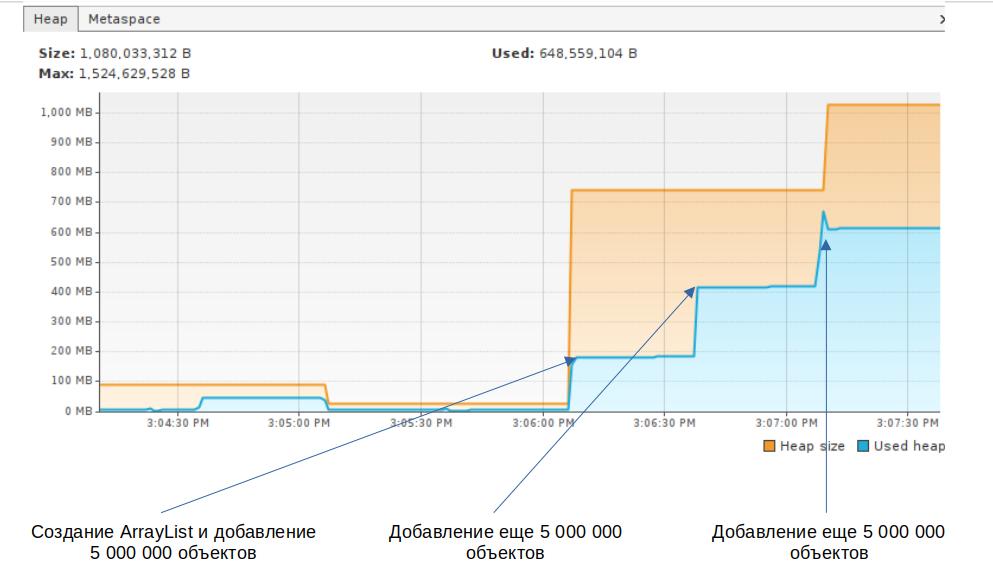 Heap Metaspace
Size: 1,080,033,312 B Used: 648,559,104 B
Max: 1,524,629,528 B
1,000 MB
900 MB
800 MB
700 MB
600 MB
500 MB
400 MB
300 MB
200 MB
100 MB
0 MB
3:04:30 PM 3:05:00 PM 3:05:30 PM 3:06:00 PM 3:06:30 PM 3:07:00 PM 3:07:30 PM
Heap size Used heap
Создание ArrayList и добавление
5 000 000 объектов
Добавление еще 5 000 000
объектов
Добавление еще 5 000 000
объектов